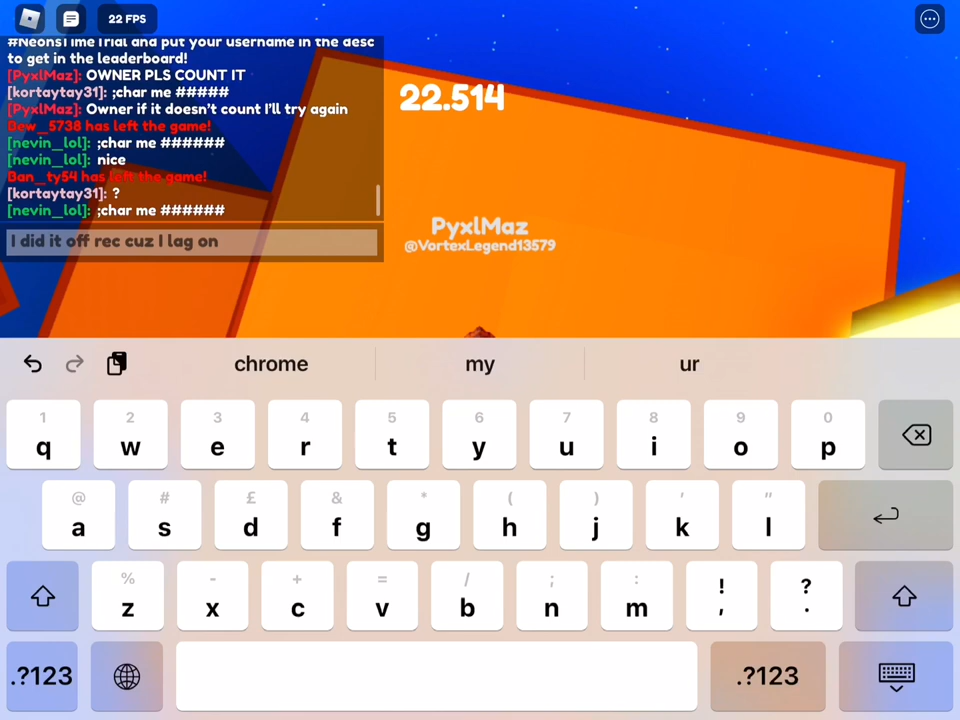 22 FPS
#NeonsTimeTrial and put your username in the desc
to get in the leaderboard!
[PyxlMaz]: OWNER PLS COUNT IT
[kortaytay31]: ;char me #####
[PyxlMaz]: Owner if it doesn't count I'll try again
Bew_5738 has left the game!
[nevin_lol]: ;char me ######
[nevin_lol]: nice
Ban_ty54 has left the game!
[kortaytay31]: ?
[nevin_lol]: ;char me ######
I did it off rec cuz I lag on
22.514
PyxlMaz
@VortexLegend13579
chrome my ur
1 2 3 4 5 6 7 8 9 0
q w e r t y u i o p
@ # £ & * ( ) ' "
a s d f g h j k l
% - + = / ; : ! ?
z x c v b n m , .
.?123 .?123